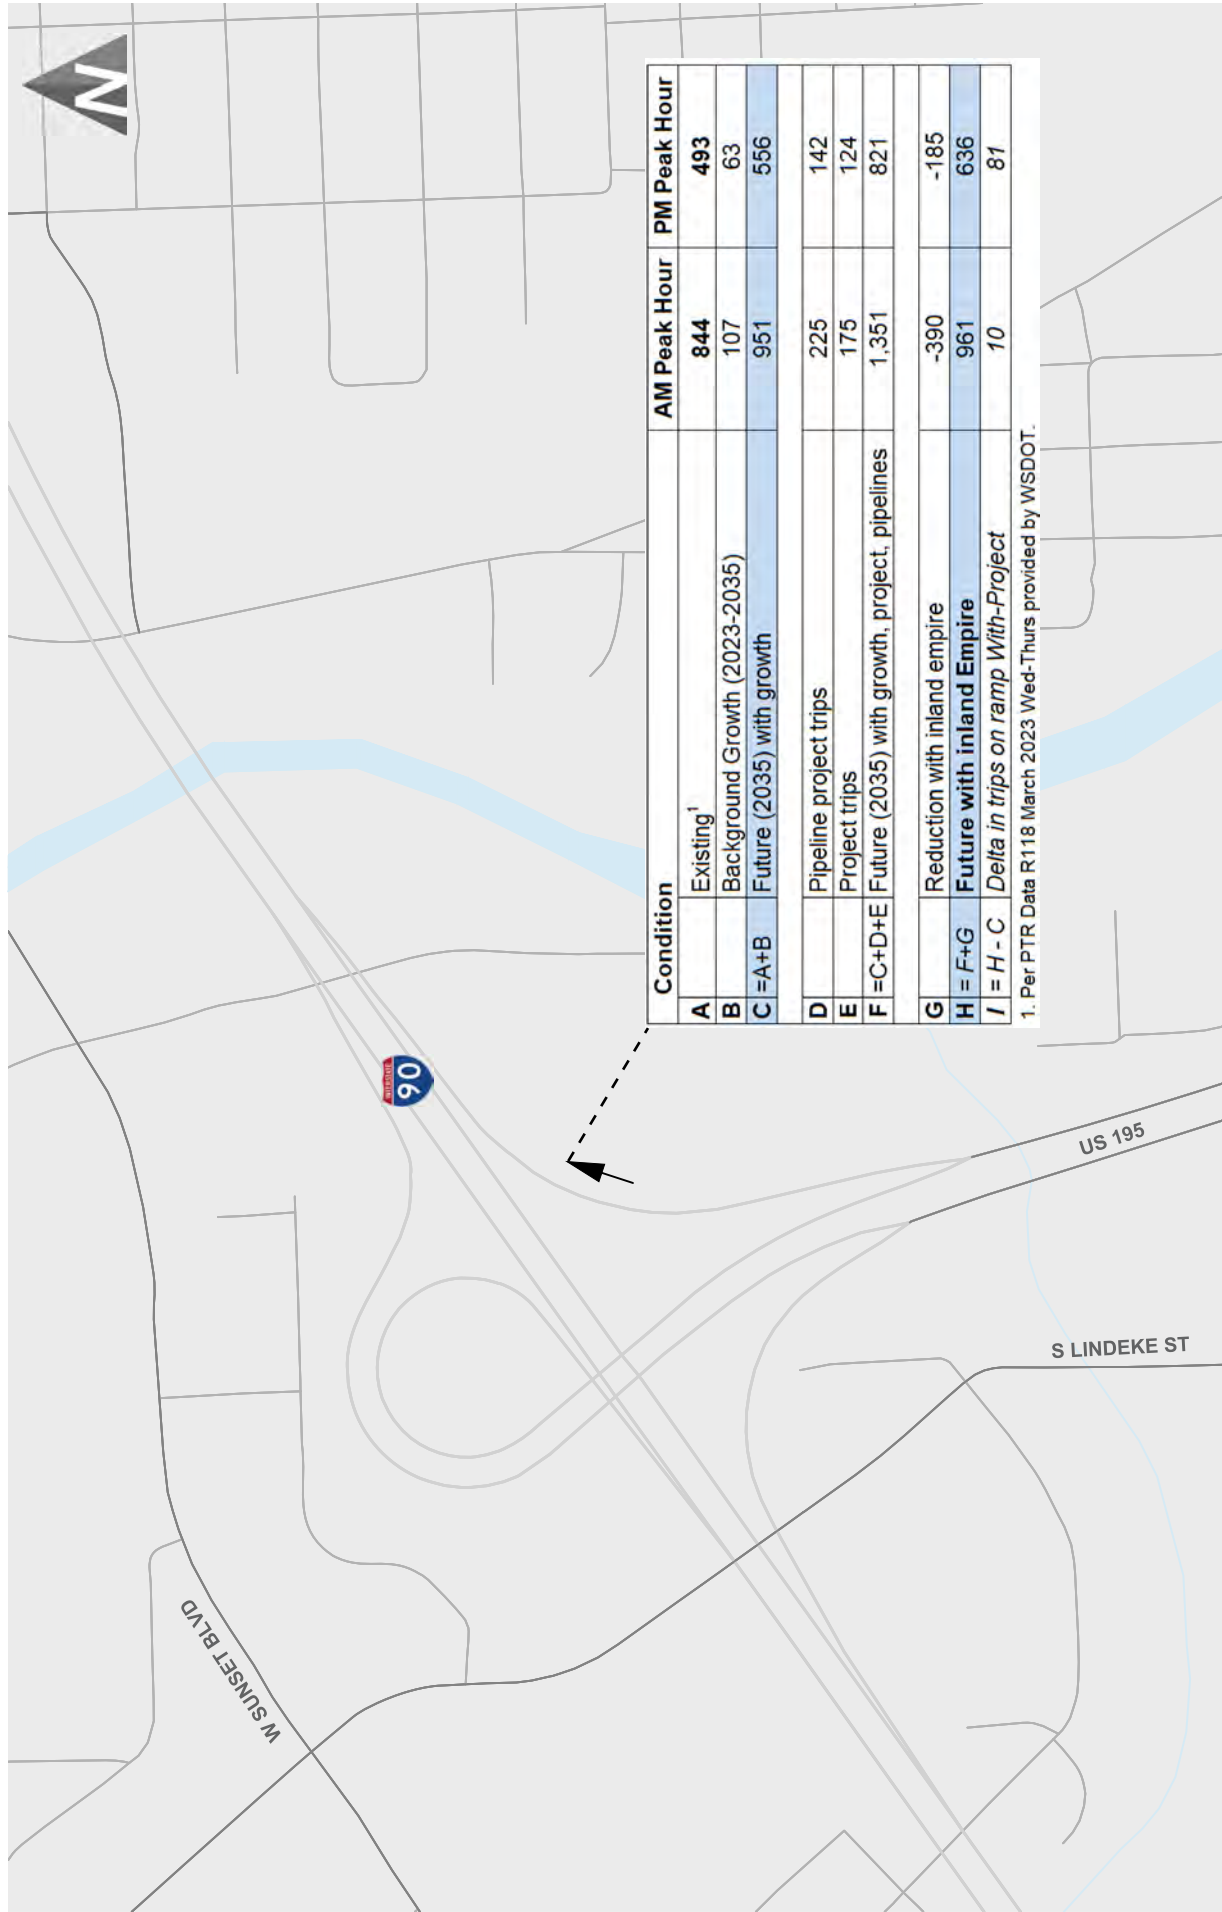 N
Condition AM Peak Hour PM Peak Hour
A Existing1 844 493
B Background Growth (2023-2035) 107 63
C =A+B Future (2035) with growth 951 556
D Pipeline project trips 225 142
E Project trips 175 124
F =C+D+E Future (2035) with growth, project, pipelines 1,351 821
G Reduction with inland empire -390 -185
H = F+G Future with inland Empire 961 636
I = H - C Delta in trips on ramp With-Project 10 81
1. Per PTR Data R118 March 2023 Wed-Thurs provided by WSDOT.
INTERSTATE
90
US 195
S LINDEKE ST
W SUNSET BLVD